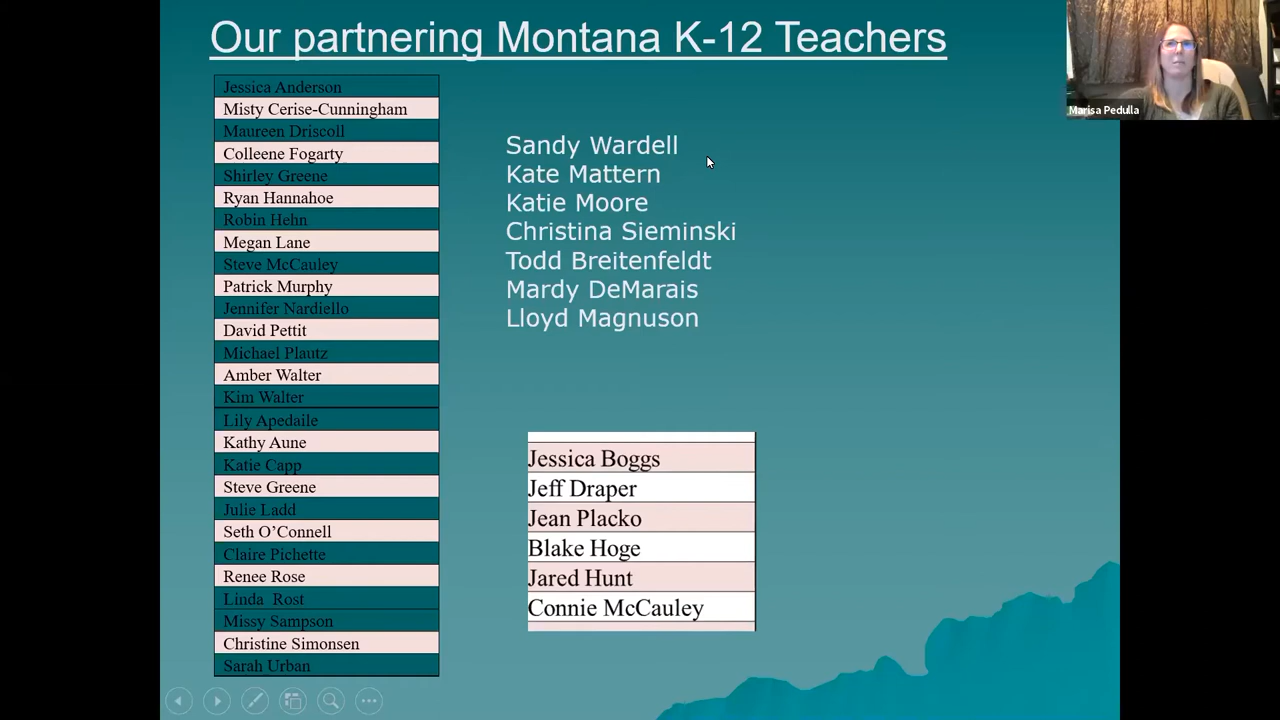 Our partnering Montana K-12 Teachers
Marisa Pedulla
Jessica Anderson
Misty Cerise-Cunningham
Maureen Driscoll
Colleene Fogarty
Shirley Greene
Ryan Hannahoe
Robin Hehn
Megan Lane
Steve McCauley
Patrick Murphy
Jennifer Nardiello
David Pettit
Michael Plautz
Amber Walter
Kim Walter
Lily Apedaile
Kathy Aune
Katie Capp
Steve Greene
Julie Ladd
Seth O’Connell
Claire Pichette
Renee Rose
Linda  Rost
Missy Sampson
Christine Simonsen
Sarah Urban
Sandy Wardell
Kate Mattern
Katie Moore
Christina Sieminski
Todd Breitenfeldt
Mardy DeMarais
Lloyd Magnuson
Jessica Boggs
Jeff Draper
Jean Placko
Blake Hoge
Jared Hunt
Connie McCauley